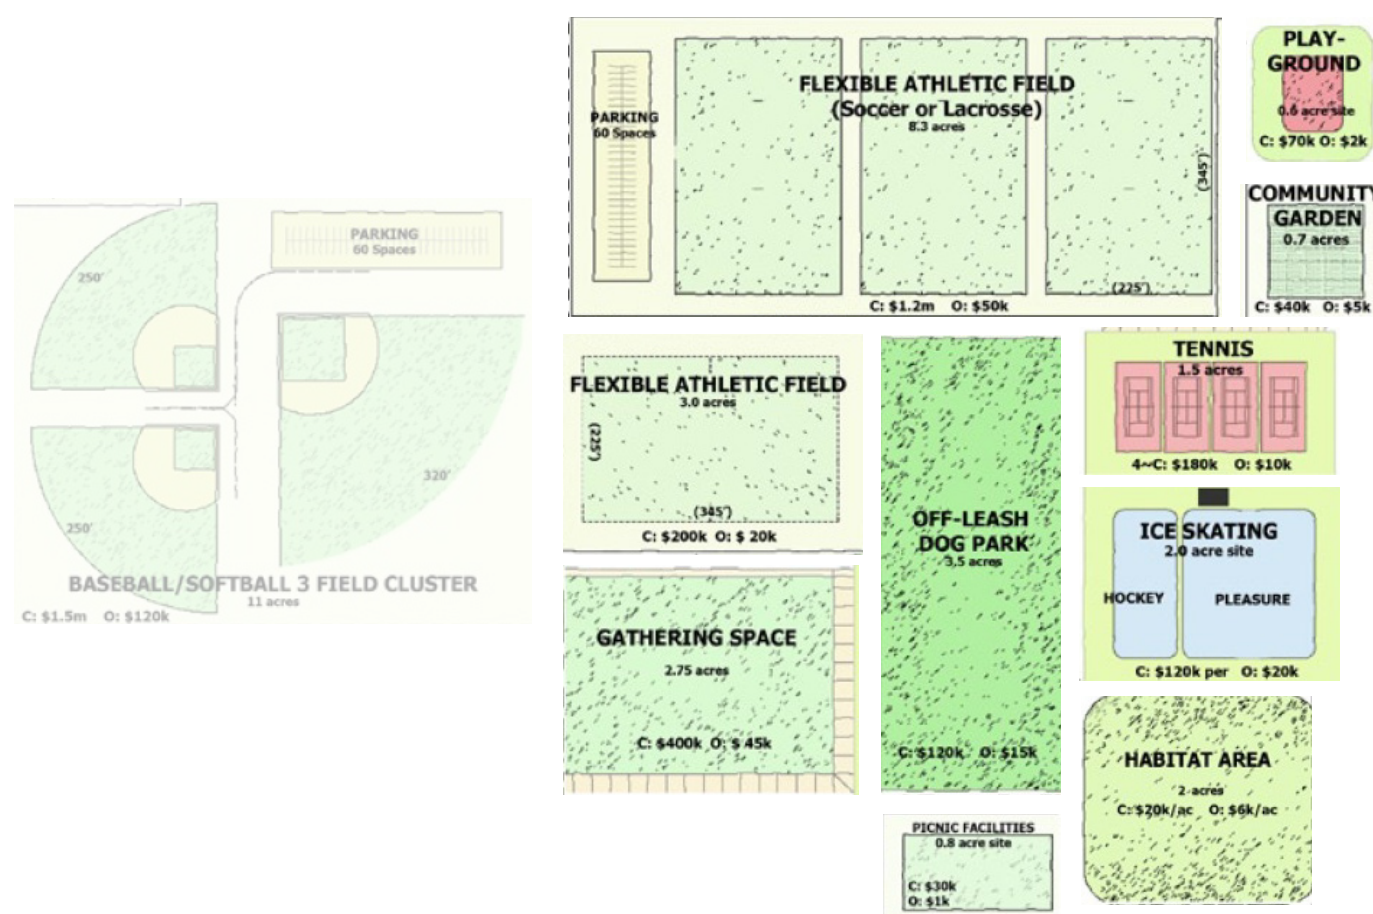 PARKING
60 Spaces
250'
320'
250'
BASEBALL/SOFTBALL 3 FIELD CLUSTER
11 acres
C: $1.5m O: $120k
FLEXIBLE ATHLETIC FIELD
(Soccer or Lacrosse)
8.3 acres
PARKING
60 Spaces
(345')
(225')
C: $1.2m O: $50k
PLAY-
GROUND
0.6 acre site
C: $70k O: $2k
COMMUNITY
GARDEN
0.7 acres
C: $40k O: $5k
FLEXIBLE ATHLETIC FIELD
3.0 acres
(225')
(345')
C: $200k O: $ 20k
OFF-LEASH
DOG PARK
3.5 acres
C: $120k O: $15k
TENNIS
1.5 acres
4~C: $180k O: $10k
ICE SKATING
2.0 acre site
HOCKEY PLEASURE
C: $120k per O: $20k
GATHERING SPACE
2.75 acres
C: $400k O: $ 45k
HABITAT AREA
2 acres
C: $20k/ac O: $6k/ac
PICNIC FACILITIES
0.8 acre site
C: $30k
O: $1k